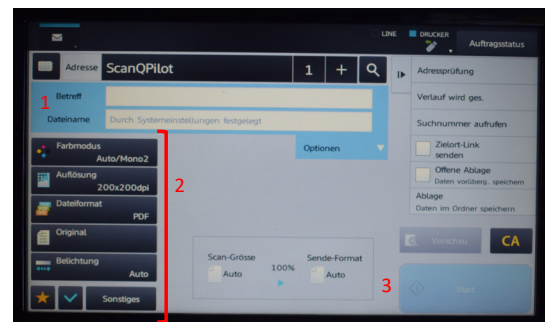 LINE
DRUCKER
Auftragsstatus
Adresse ScanQPilot 1 +
Adressprüfung
1 Betreff
Verlauf wird ges.
Dateiname Durch Systemeinstellungen festgelegt
Suchnummer aufrufen
Optionen
Farbmodus
Auto/Mono2
Zielort-Link
senden
2
Auflösung
200x200dpi
Offene Ablage
Daten vorüberg. speichern
Dateiformat
PDF
Ablage
Daten im Ordner speichern
Original
Vorschau
CA
Scan-Grösse
Auto
100%
Sende-Format
Auto
Belichtung
Auto
3
Start
Sonstiges